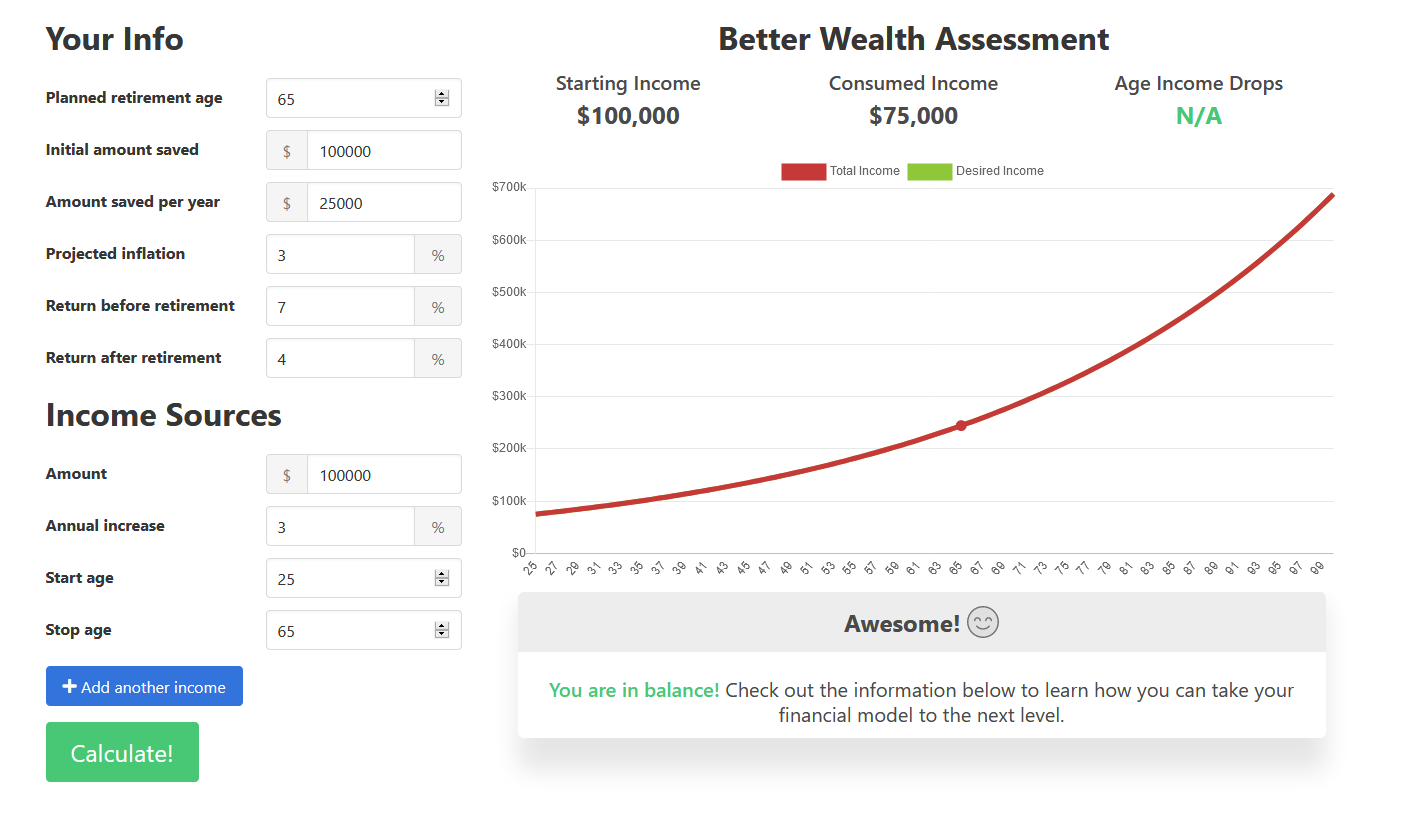 Your Info
Planned retirement age
65
Initial amount saved
$ 100000
Amount saved per year
$ 25000
Projected inflation
3 %
Return before retirement
7 %
Return after retirement
4 %
Income Sources
Amount
$ 100000
Annual increase
3 %
Start age
25
Stop age
65
+ Add another income
Calculate!
Better Wealth Assessment
Starting Income
$100,000
Consumed Income
$75,000
Age Income Drops
N/A
Total Income
Desired Income
$700k
$600k
$500k
$400k
$300k
$200k
$100k
$0
25 27 29 31 33 35 37 39 41 43 45 47 49 51 53 55 57 59 61 63 65 67 69 71 73 75 77 79 81 83 85 87 89 91 93 95 97 99
Awesome!
You are in balance! Check out the information below to learn how you can take your
financial model to the next level.